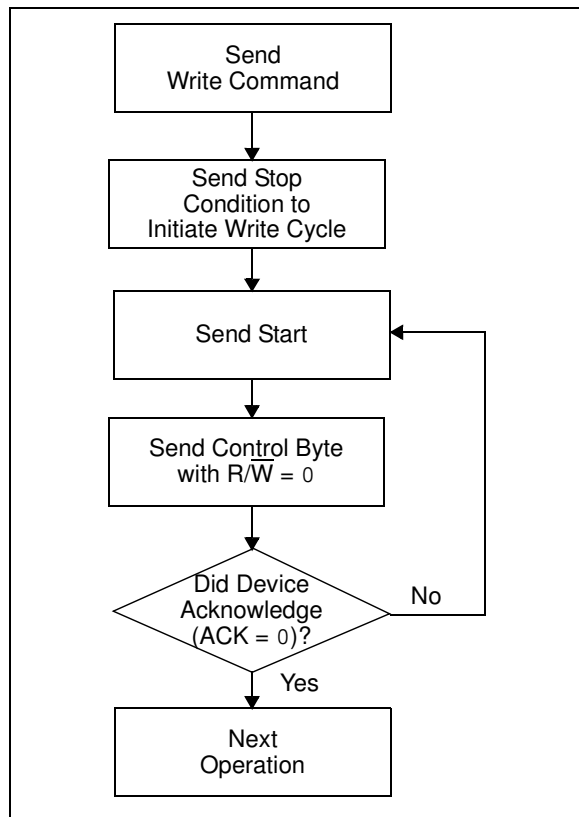 Send
Write Command
Send Stop
Condition to
Initiate Write Cycle
Send Start
Send Control Byte
with R/W̅ = 0
Did Device
Acknowledge
(ACK = 0)?
No
Yes
Next
Operation